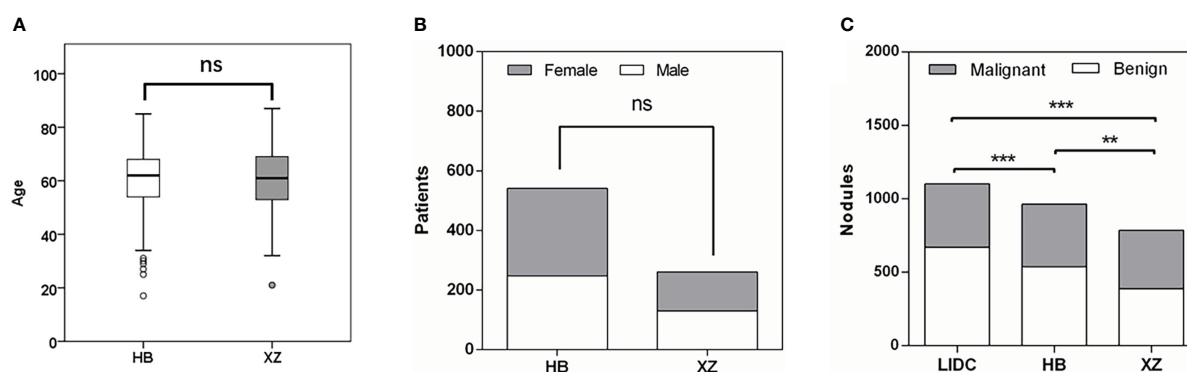 A
Age
100
80
60
40
20
0
ns
HB XZ
B
Patients
1000
800
600
400
200
0
Female Male
ns
HB XZ
C
Nodules
2000
1500
1000
500
0
Malignant Benign
***
**
***
LIDC HB XZ